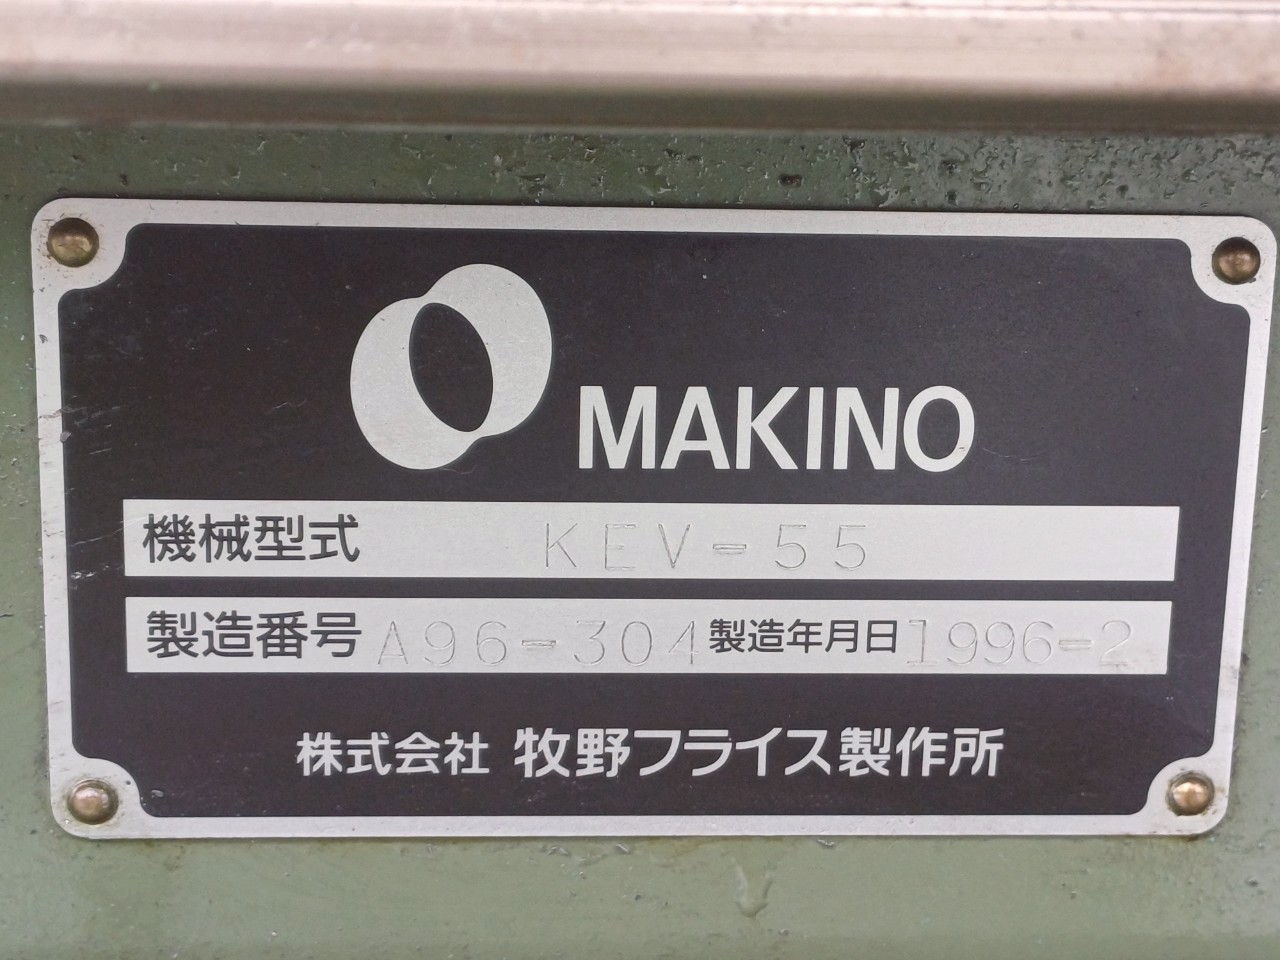 MAKINO
機械型式 KEV-55
製造番号 A96-304 製造年月日 1996-2
株式会社 牧野フライス製作所